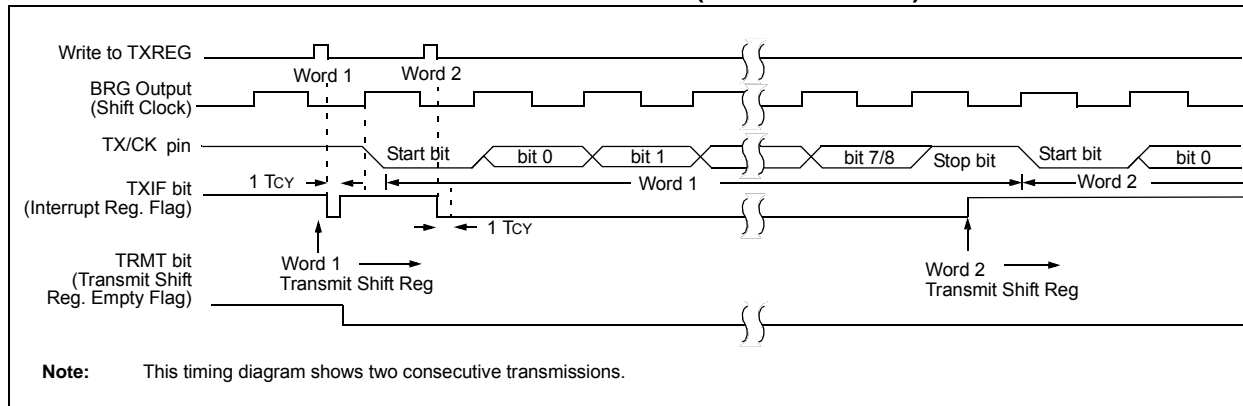 Write to TXREG
Word 1 Word 2
BRG Output
(Shift Clock)
TX/CK pin
Start bit bit 0 bit 1 bit 7/8 Stop bit Start bit bit 0
1 TCY Word 1 Word 2
TXIF bit
(Interrupt Reg. Flag)
1 TCY
TRMT bit
(Transmit Shift
Reg. Empty Flag)
Word 1
Transmit Shift Reg
Word 2
Transmit Shift Reg
Note: This timing diagram shows two consecutive transmissions.